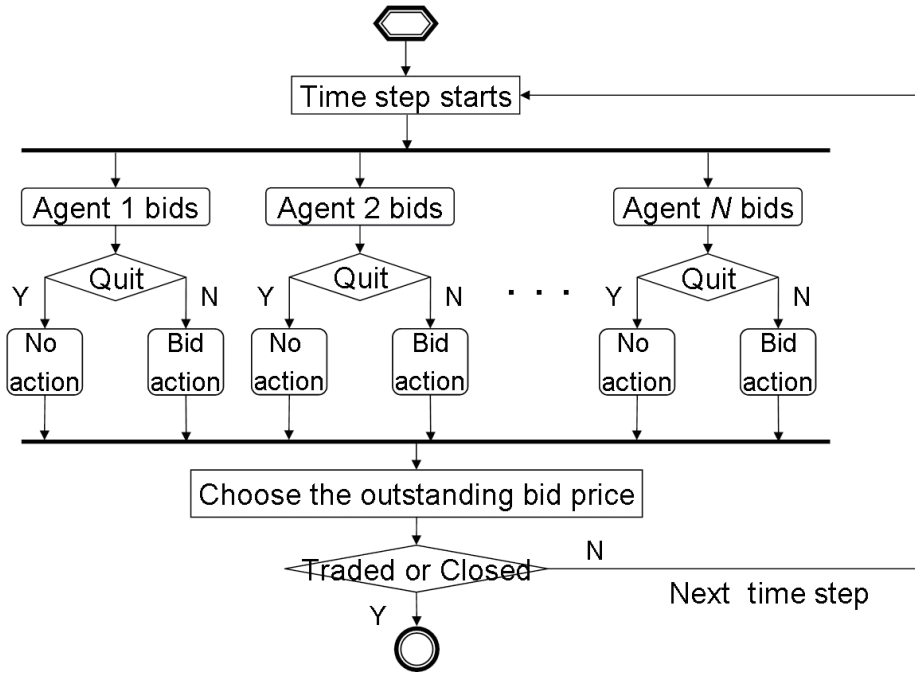 Time step starts
Agent 1 bids
Agent 2 bids
Agent N bids
Quit
Quit
Quit
Y
N
Y
N
. . .
Y
N
No
action
Bid
action
No
action
Bid
action
No
action
Bid
action
Choose the outstanding bid price
Traded or Closed
N
Next time step
Y